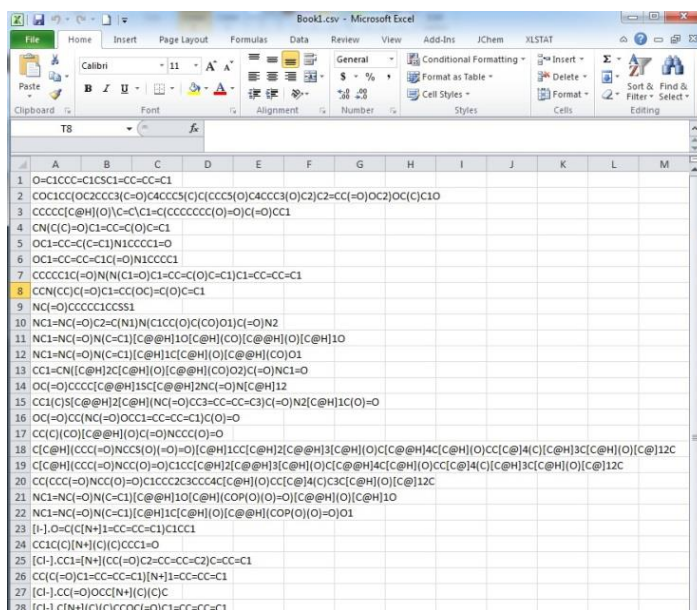 Book1.csv - Microsoft Excel
File Home Insert Page Layout Formulas Data Review View Add-Ins JChem XLSTAT
Calibri 11 A A General Conditional Formatting Insert Σ
Paste B I U A $ % , Format as Table Delete Sort & Find &
Cell Styles Format Filter Select
Clipboard Font Alignment Number Styles Cells Editing
T8 fx
A B C D E F G H I J K L M
1 O=C1CCC=C1CSC1=CC=CC=C1
2 COC1CC(OC2CCC3(C=O)C4CCC5(C)C(CCC5(O)C4CCC3(O)C2)C2=CC(=O)OC2)OC(C)C1O
3 CCCCC[C@H](O)\C=C\C1=C(CCCCCCC(O)=O)C(=O)CC1
4 CN(C(C)=O)C1=CC=C(O)C=C1
5 OC1=CC=C(C=C1)N1CCCC1=O
6 OC1=CC=CC=C1C(=O)N1CCCC1
7 CCCCC1C(=O)N(N(C1=O)C1=CC=C(O)C=C1)C1=CC=CC=C1
8 CCN(CC)C(=O)C1=CC(OC)=C(O)C=C1
9 NC(=O)CCCCC1CCSS1
10 NC1=NC(=O)C2=C(N1)N(C1CC(O)C(CO)O1)C(=O)N2
11 NC1=NC(=O)N(C=C1)[C@@H]1O[C@H](CO)[C@@H](O)[C@H]1O
12 NC1=NC(=O)N(C=C1)[C@H]1C[C@H](O)[C@@H](CO)O1
13 CC1=CN([C@H]2C[C@H](O)[C@@H](CO)O2)C(=O)NC1=O
14 OC(=O)CCCC[C@@H]1SC[C@@H]2NC(=O)N[C@H]12
15 CC1(C)S[C@@H]2[C@H](NC(=O)CC3=CC=CC=C3)C(=O)N2[C@H]1C(O)=O
16 OC(=O)CC(NC(=O)OCC1=CC=CC=C1)C(O)=O
17 CC(C)(CO)[C@@H](O)C(=O)NCCC(O)=O
18 C[C@H](CCC(=O)NCCS(O)(=O)=O)[C@H]1CC[C@H]2[C@@H]3[C@H](O)C[C@@H]4C[C@H](O)CC[C@]4(C)[C@H]3C[C@H](O)[C@]12C
19 C[C@H](CCC(=O)NCC(O)=O)C1CC[C@H]2[C@@H]3[C@H](O)C[C@@H]4C[C@H](O)CC[C@]4(C)[C@H]3C[C@H](O)[C@]12C
20 CC(CCC(=O)NCC(O)=O)C1CCC2C3CCC4C[C@H](O)CC[C@]4(C)C3C[C@H](O)[C@]12C
21 NC1=NC(=O)N(C=C1)[C@@H]1O[C@H](COP(O)(O)=O)[C@@H](O)[C@H]1O
22 NC1=NC(=O)N(C=C1)[C@H]1C[C@H](O)[C@@H](COP(O)(O)=O)O1
23 [I-].O=C(C[N+]1=CC=CC=C1)C1CC1
24 CC1C(C)[N+](C)(C)CCC1=O
25 [Cl-].CC1=[N+](CC(=O)C2=CC=CC=C2)C=CC=C1
26 CC(C(=O)C1=CC=CC=C1)[N+]1=CC=CC=C1
27 [Cl-].CC(=O)OCC[N+](C)(C)C
28 [Cl-].C[N+](C)(C)CCOC(=O)C1=CC=CC=C1